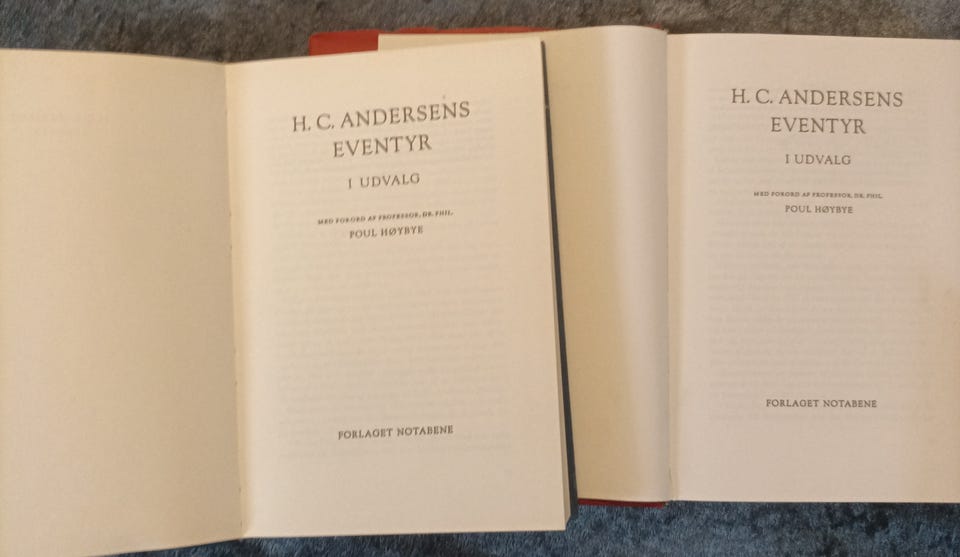 H. C. ANDERSENS
EVENTYR
I UDVALG
MED FORORD AF PROFESSOR, DR. PHIL.
POUL HØYBYE
FORLAGET NOTABENE
H. C. ANDERSENS
EVENTYR
I UDVALG
MED FORORD AF PROFESSOR, DR. PHIL.
POUL HØYBYE
FORLAGET NOTABENE